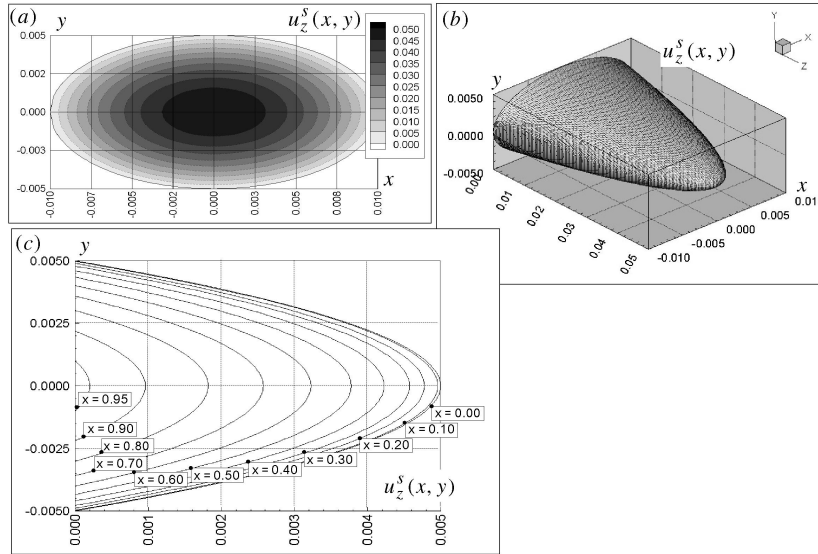 (a)
y
u_z^s(x, y)
0.005
0.002
0.000
-0.003
-0.005
-0.010
-0.007
-0.005
-0.002
0.000
0.003
0.005
0.008
0.010
x
0.050
0.045
0.040
0.035
0.030
0.025
0.020
0.015
0.010
0.005
0.000
(b)
u_z^s(x, y)
Y
X
Z
y
0.0050
0.0000
-0.0050
0.00
0.01
0.02
0.03
0.04
0.05
x
0.01
0.005
0.000
-0.005
-0.010
(c)
y
0.0050
0.0025
0.0000
-0.0025
-0.0050
x = 0.95
x = 0.90
x = 0.80
x = 0.70
x = 0.60
x = 0.50
x = 0.40
x = 0.30
x = 0.20
x = 0.10
x = 0.00
u_z^s(x, y)
0.000
0.001
0.002
0.003
0.004
0.005